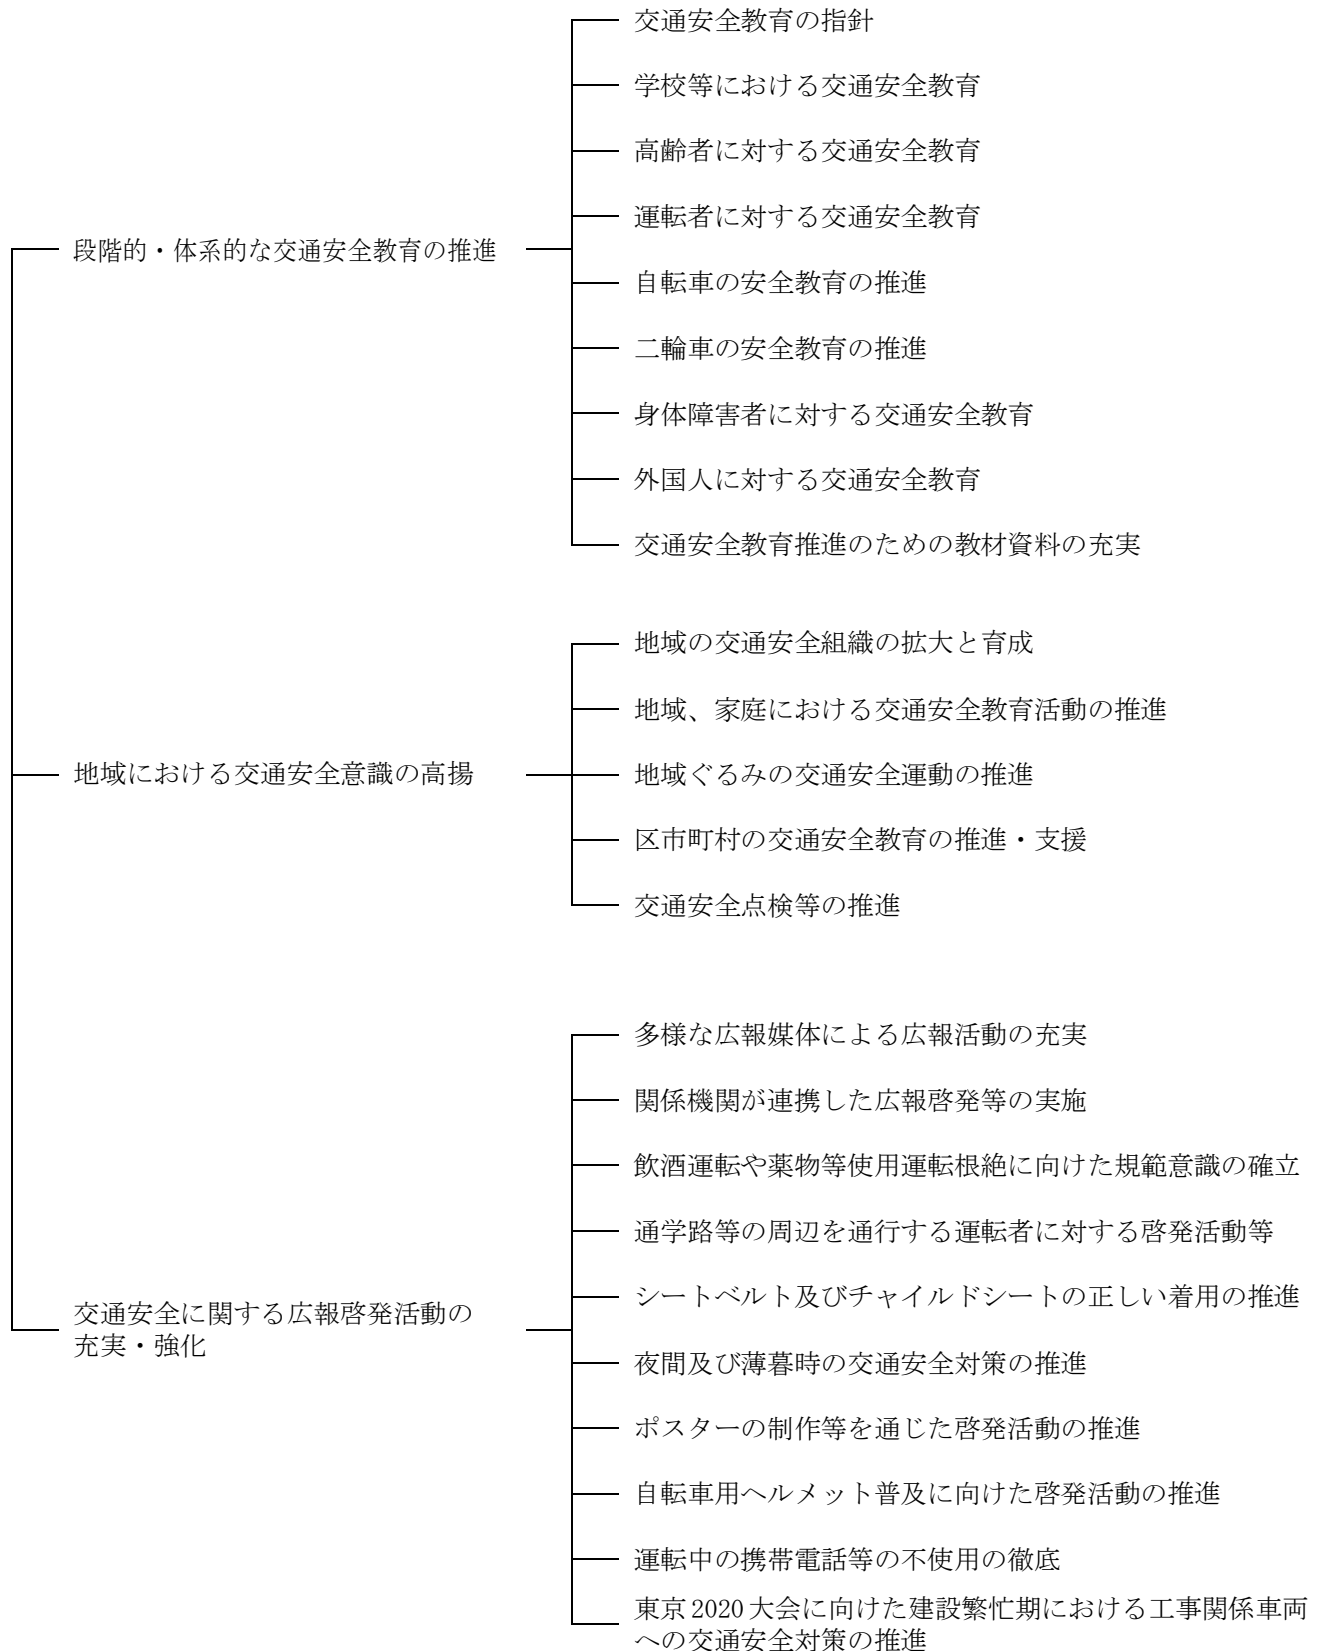 段階的・体系的な交通安全教育の推進
交通安全教育の指針
学校等における交通安全教育
高齢者に対する交通安全教育
運転者に対する交通安全教育
自転車の安全教育の推進
二輪車の安全教育の推進
身体障害者に対する交通安全教育
外国人に対する交通安全教育
交通安全教育推進のための教材資料の充実
地域における交通安全意識の高揚
地域の交通安全組織の拡大と育成
地域、家庭における交通安全教育活動の推進
地域ぐるみの交通安全運動の推進
区市町村の交通安全教育の推進・支援
交通安全点検等の推進
交通安全に関する広報啓発活動の
充実・強化
多様な広報媒体による広報活動の充実
関係機関が連携した広報啓発等の実施
飲酒運転や薬物等使用運転根絶に向けた規範意識の確立
通学路等の周辺を通行する運転者に対する啓発活動等
シートベルト及びチャイルドシートの正しい着用の推進
夜間及び薄暮時の交通安全対策の推進
ポスターの制作等を通じた啓発活動の推進
自転車用ヘルメット普及に向けた啓発活動の推進
運転中の携帯電話等の不使用の徹底
東京2020大会に向けた建設繁忙期における工事関係車両
への交通安全対策の推進